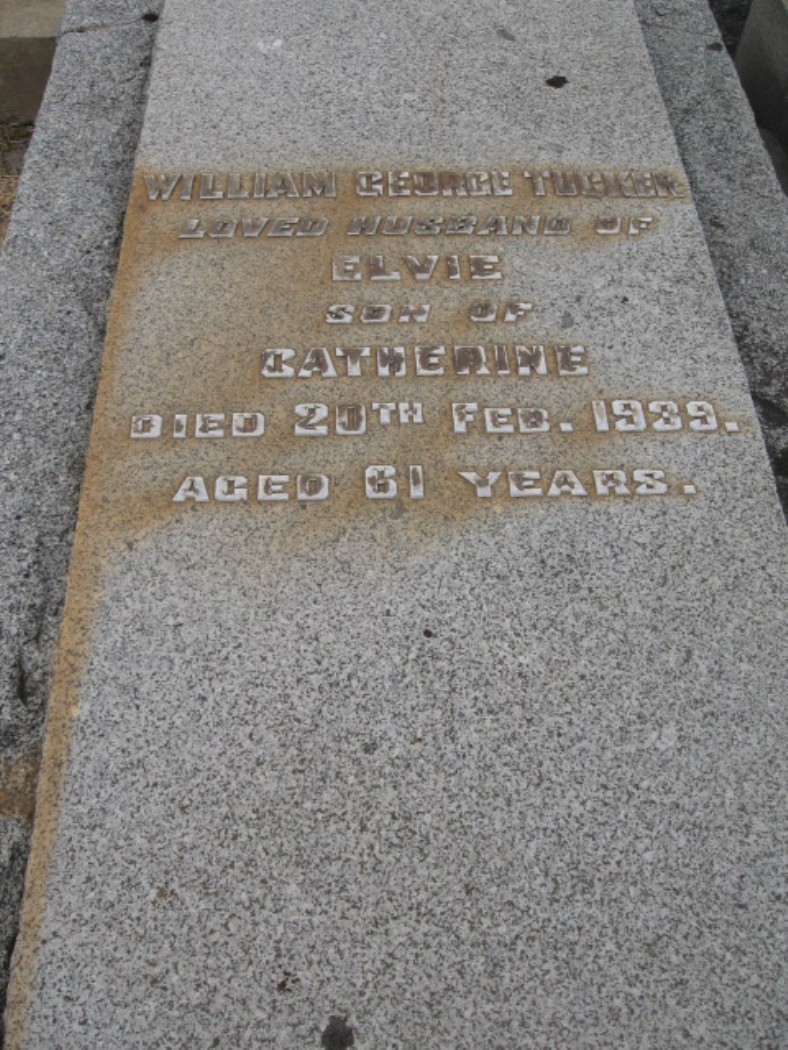 WILLIAM GEORGE TUCKER
LOVED HUSBAND OF
ELVIE
SON OF
CATHERINE
DIED 20TH FEB. 1939.
AGED 61 YEARS.